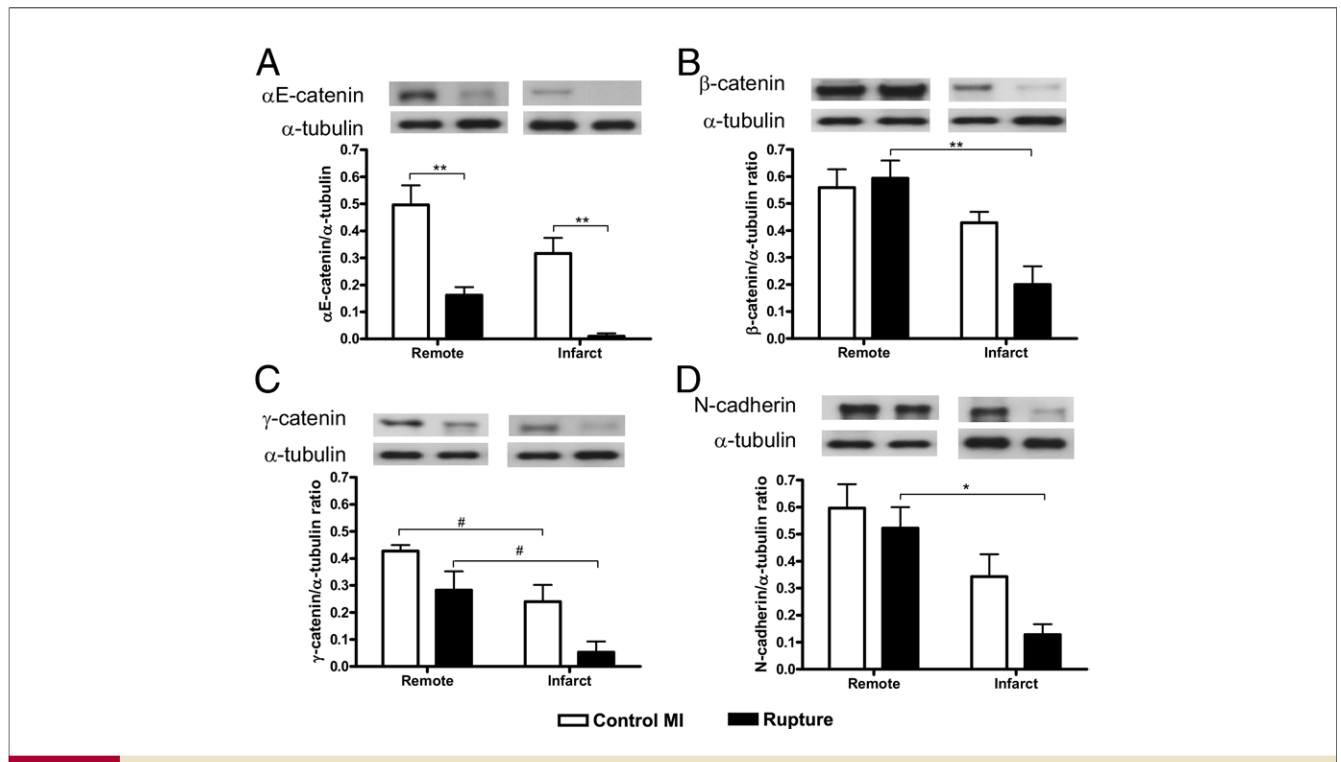 A
αE-catenin
α-tubulin
αE-catenin/α-tubulin
0.7
0.6
0.5
0.4
0.3
0.2
0.1
0.0
**
**
Remote Infarct
B
β-catenin
α-tubulin
β-catenin/α-tubulin ratio
0.7
0.6
0.5
0.4
0.3
0.2
0.1
0.0
**
Remote Infarct
C
γ-catenin
α-tubulin
γ-catenin/α-tubulin ratio
0.7
0.6
0.5
0.4
0.3
0.2
0.1
0.0
#
#
Remote Infarct
D
N-cadherin
α-tubulin
N-cadherin/α-tubulin ratio
0.7
0.6
0.5
0.4
0.3
0.2
0.1
0.0
*
Remote Infarct
Control MI Rupture